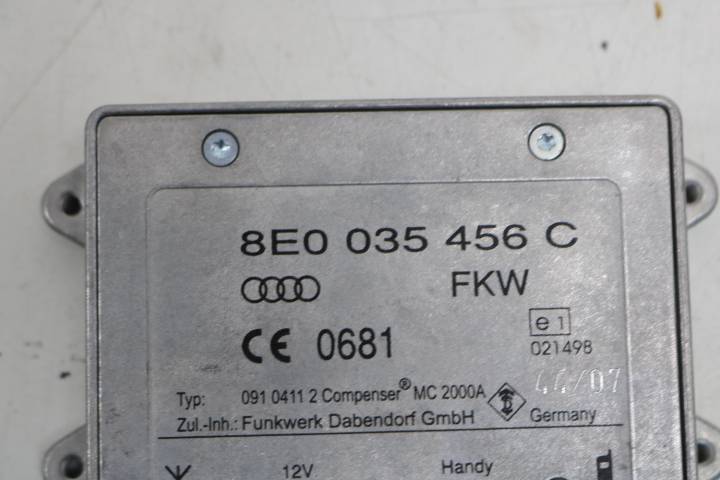 8E0 035 456 C
FKW
CE 0681
e 1
021498
44/07
Typ: 091 0411 2 Compenser® MC 2000A
Zul.-Inh.: Funkwerk Dabendorf GmbH Germany
12V Handy